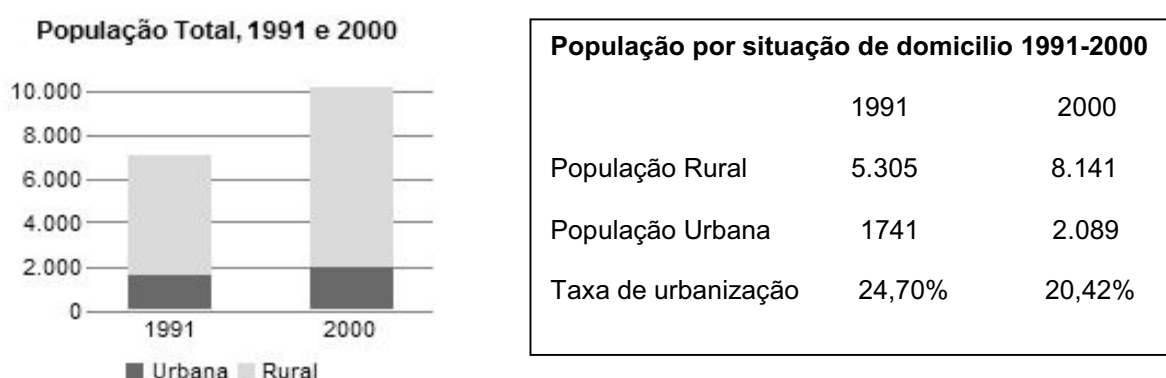 População Total, 1991 e 2000
10.000
8.000
6.000
4.000
2.000
0
1991 2000
Urbana Rural
População por situação de domicilio 1991-2000
1991 2000
População Rural 5.305 8.141
População Urbana 1741 2.089
Taxa de urbanização 24,70% 20,42%